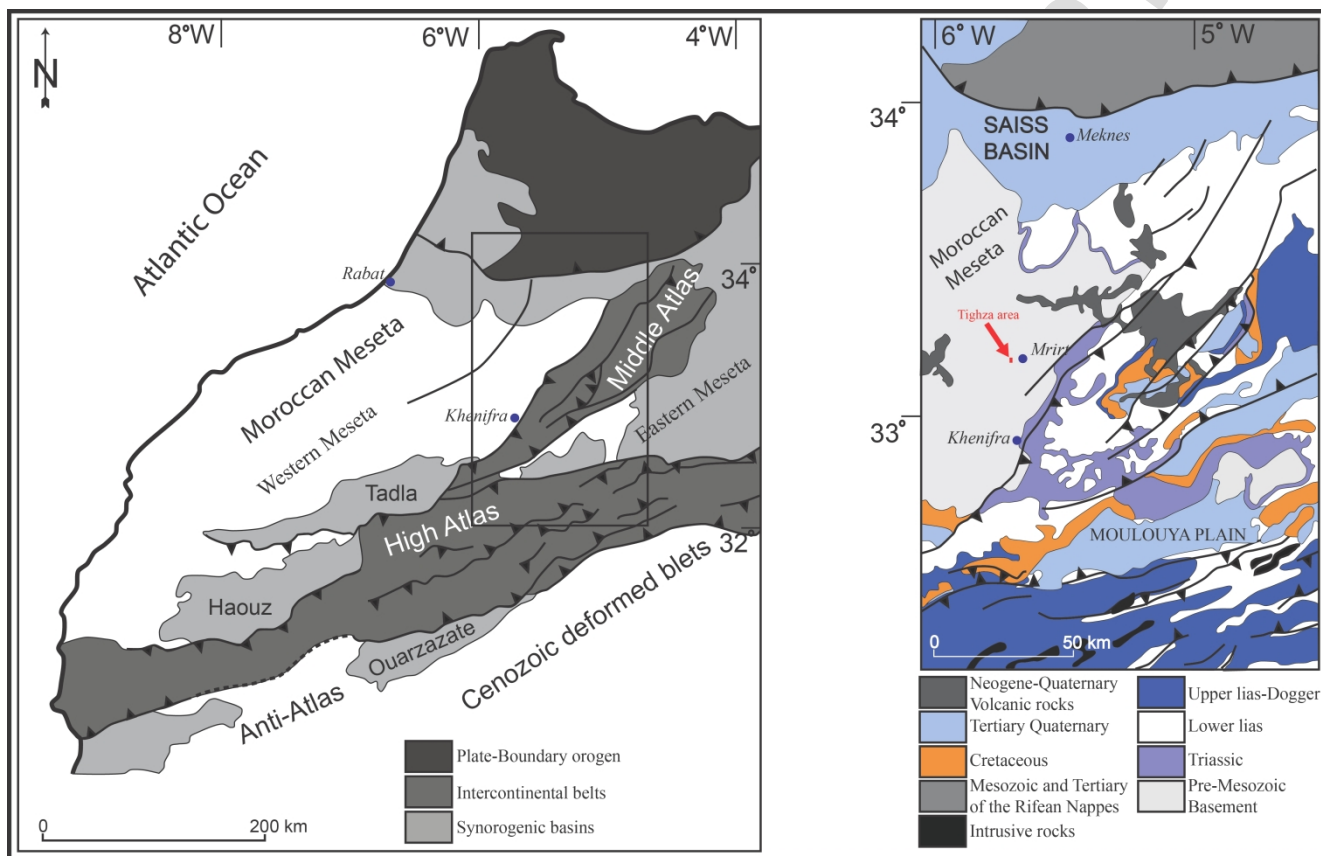 8°W
6°W
4°W
N
Atlantic Ocean
Rabat
34°
Moroccan Meseta
Middle Atlas
Western Meseta
Khenifra
Eastern Meseta
Tadla
High Atlas
32°
Haouz
Ouarzazate
Cenozoic deformed blets
Anti-Atlas
Plate-Boundary orogen
Intercontinental belts
Synorogenic basins
0
200 km
6°W
5°W
34°
SAISS
BASIN
Meknes
Moroccan
Meseta
Tighza area
Mrirt
33°
Khenifra
MOULOUYA PLAIN
0
50 km
Neogene-Quaternary
Volcanic rocks
Tertiary Quaternary
Cretaceous
Mesozoic and Tertiary
of the Rifean Nappes
Intrusive rocks
Upper lias-Dogger
Lower lias
Triassic
Pre-Mesozoic
Basement